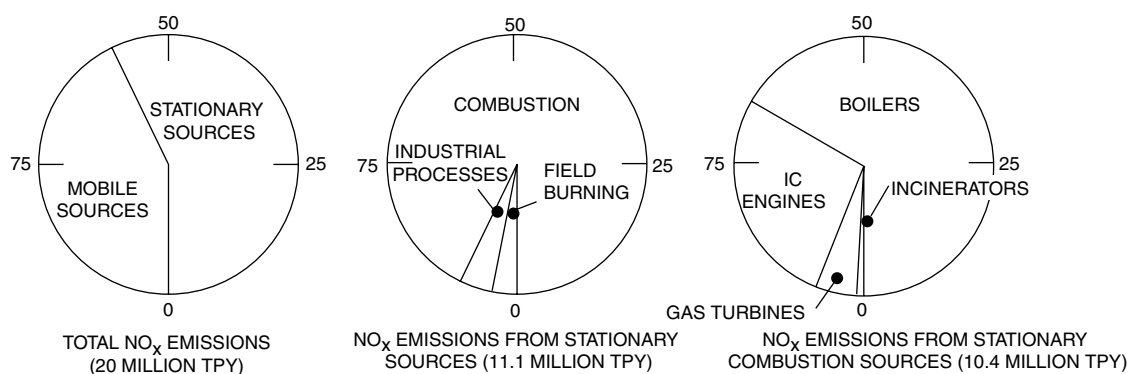 50
STATIONARY
SOURCES
75
25
MOBILE
SOURCES
0
TOTAL NOx EMISSIONS
(20 MILLION TPY)
50
COMBUSTION
75
25
INDUSTRIAL
PROCESSES
FIELD
BURNING
0
NOx EMISSIONS FROM STATIONARY
SOURCES (11.1 MILLION TPY)
50
BOILERS
75
25
IC
ENGINES
INCINERATORS
GAS TURBINES
0
NOx EMISSIONS FROM STATIONARY
COMBUSTION SOURCES (10.4 MILLION TPY)